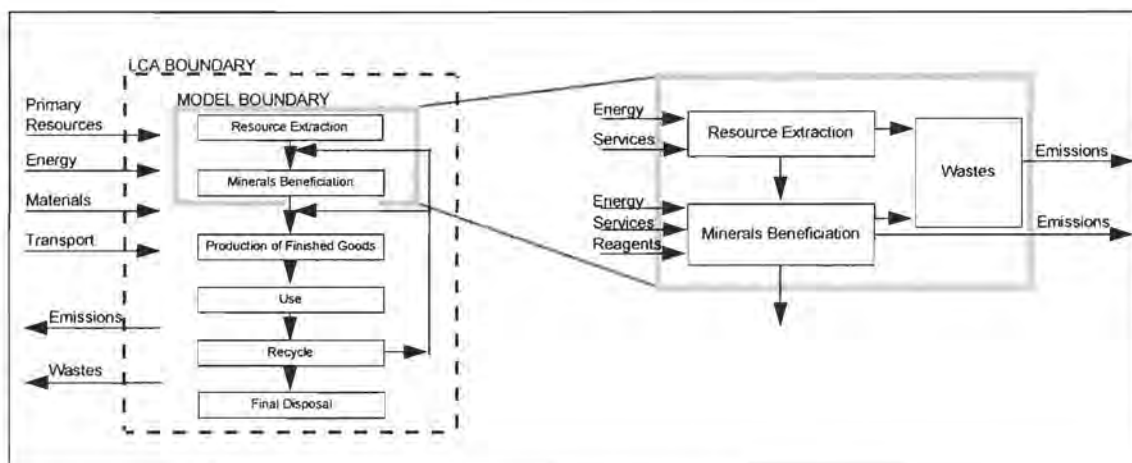 LCA BOUNDARY
MODEL BOUNDARY
Primary
Resources
Energy
Materials
Transport
Emissions
Wastes
Resource Extraction
Minerals Beneficiation
Production of Finished Goods
Use
Recycle
Final Disposal
Energy
Services
Resource Extraction
Energy
Services
Reagents
Minerals Beneficiation
Wastes
Emissions
Emissions